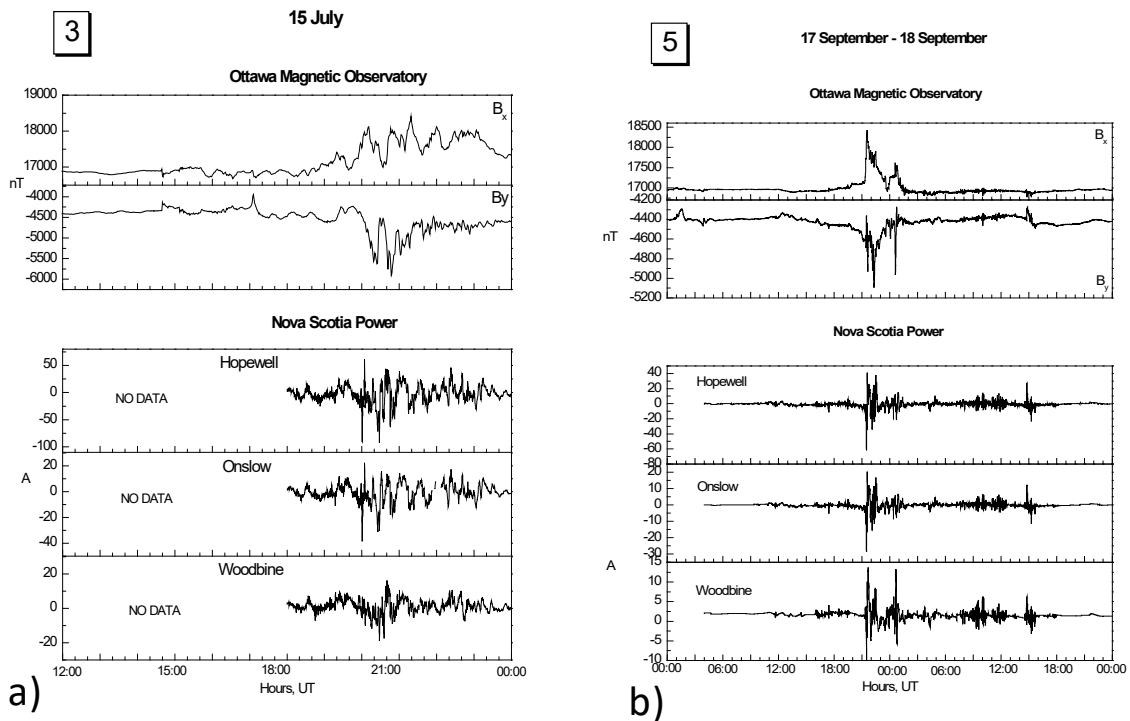 3
15 July
Ottawa Magnetic Observatory
19000
18000
17000
nT
Bx
-4000
-4500
-5000
-5500
-6000
By
Nova Scotia Power
50
0
-50
-100
Hopewell
NO DATA
A
20
0
-20
-40
Onslow
NO DATA
20
0
-20
Woodbine
NO DATA
12:00 15:00 18:00 21:00 00:00
Hours, UT
a)
5
17 September - 18 September
Ottawa Magnetic Observatory
18500
18000
17500
17000
Bx
-4200
-4400
-4600
-4800
-5000
-5200
nT
By
Nova Scotia Power
40
20
0
-20
-40
-60
-80
Hopewell
20
10
0
-10
-20
-30
Onslow
A
15
10
5
0
-5
-10
Woodbine
00:00 06:00 12:00 18:00 00:00 06:00 12:00 18:00 00:00
Hours, UT
b)